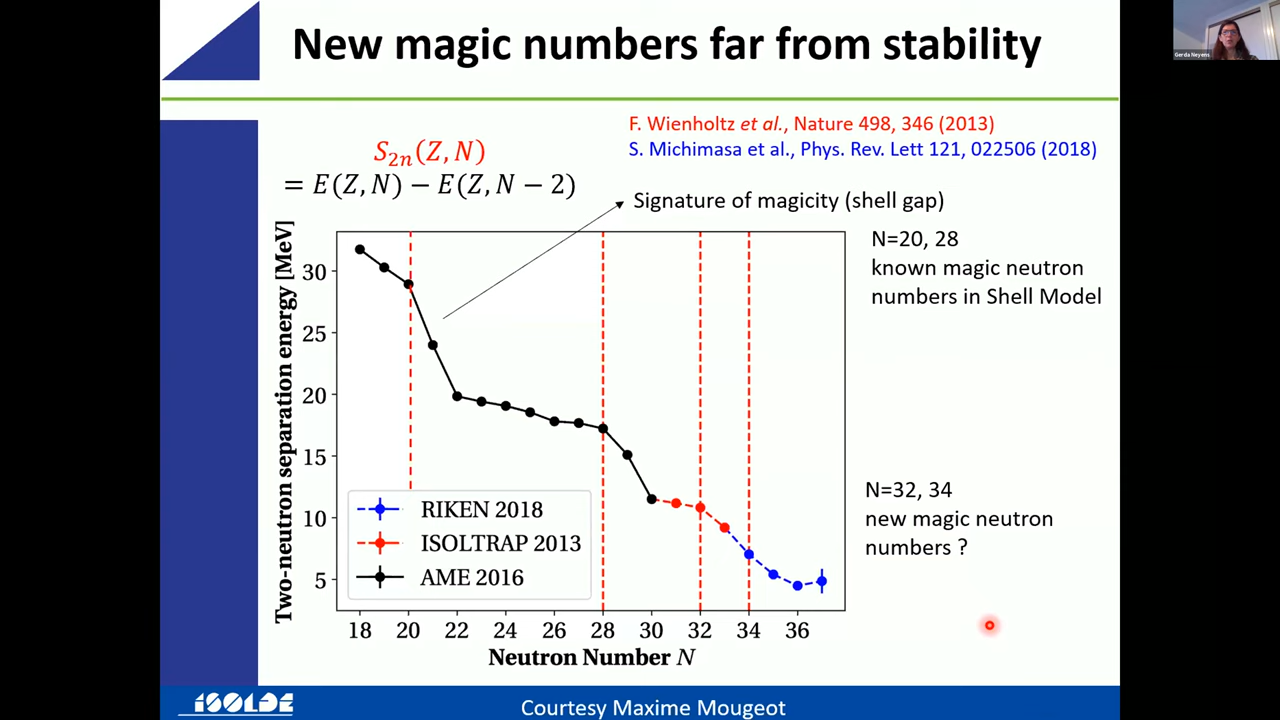 New magic numbers far from stability
Gerda Neyens
F. Wienholtz et al., Nature 498, 346 (2013)
S. Michimasa et al., Phys. Rev. Lett 121, 022506 (2018)
S₂ₙ(Z, N)
= E(Z, N) − E(Z, N − 2)
Signature of magicity (shell gap)
N=20, 28
known magic neutron
numbers in Shell Model
N=32, 34
new magic neutron
numbers ?
Two-neutron separation energy [MeV]
30
25
20
15
10
5
RIKEN 2018
ISOLTRAP 2013
AME 2016
18 20 22 24 26 28 30 32 34 36
Neutron Number N
ISOLDE
Courtesy Maxime Mougeot